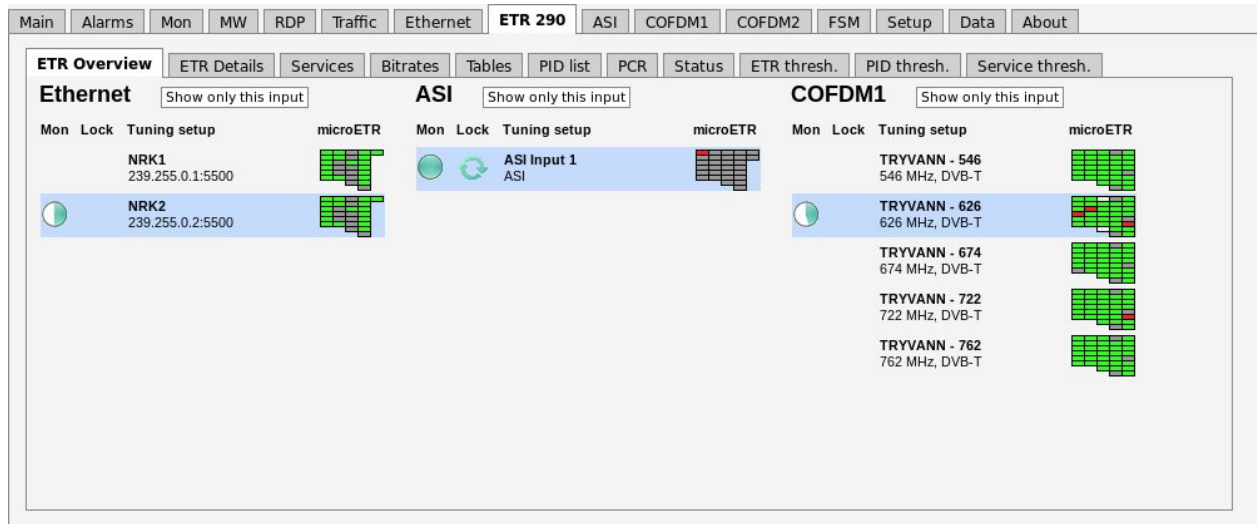 Main Alarms Mon MW RDP Traffic Ethernet ETR 290 ASI COFDM1 COFDM2 FSM Setup Data About
ETR Overview ETR Details Services Bitrates Tables PID list PCR Status ETR thresh. PID thresh. Service thresh.
Ethernet Show only this input
Mon Lock Tuning setup microETR
NRK1
239.255.0.1:5500
NRK2
239.255.0.2:5500
ASI Show only this input
Mon Lock Tuning setup microETR
ASI Input 1
ASI
COFDM1 Show only this input
Mon Lock Tuning setup microETR
TRYVANN - 546
546 MHz, DVB-T
TRYVANN - 626
626 MHz, DVB-T
TRYVANN - 674
674 MHz, DVB-T
TRYVANN - 722
722 MHz, DVB-T
TRYVANN - 762
762 MHz, DVB-T